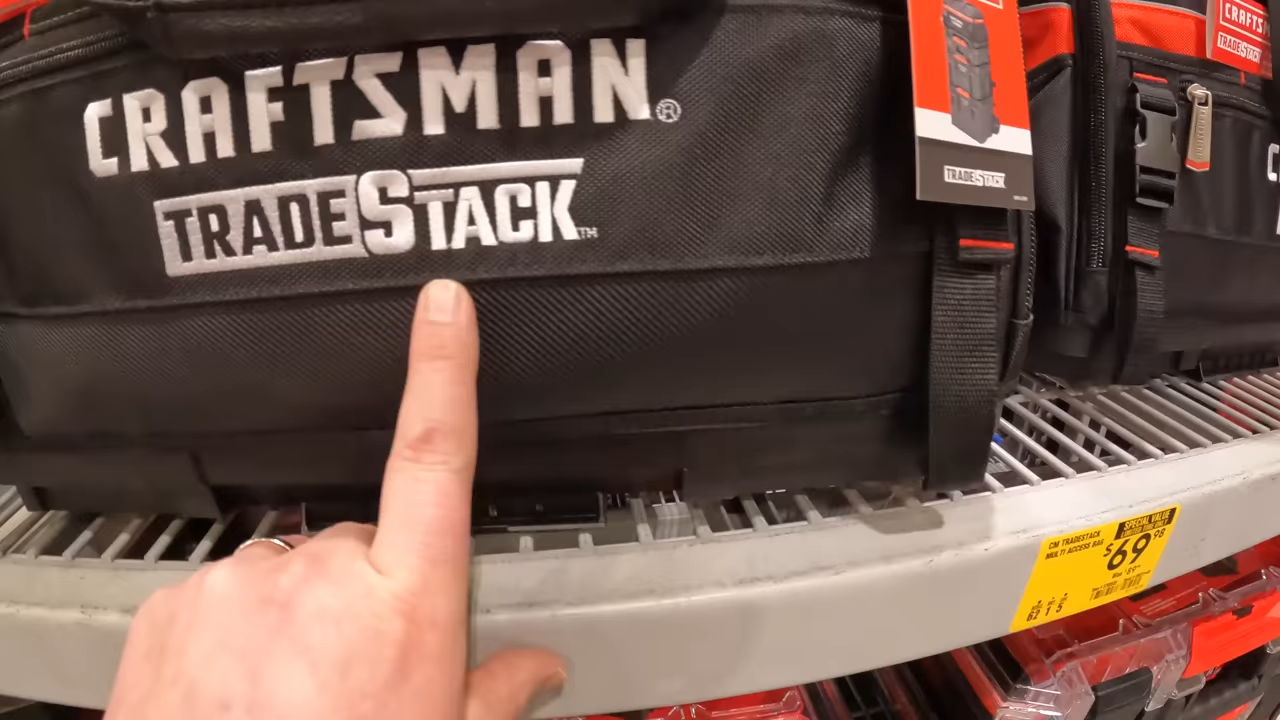 CRAFTSMAN®
TRADESTACK™
TRADESTACK
CRAFTSMAN
TRADESTACK
SPECIAL VALUE
CM TRADESTACK
MULTI ACCESS BAG
$69.98